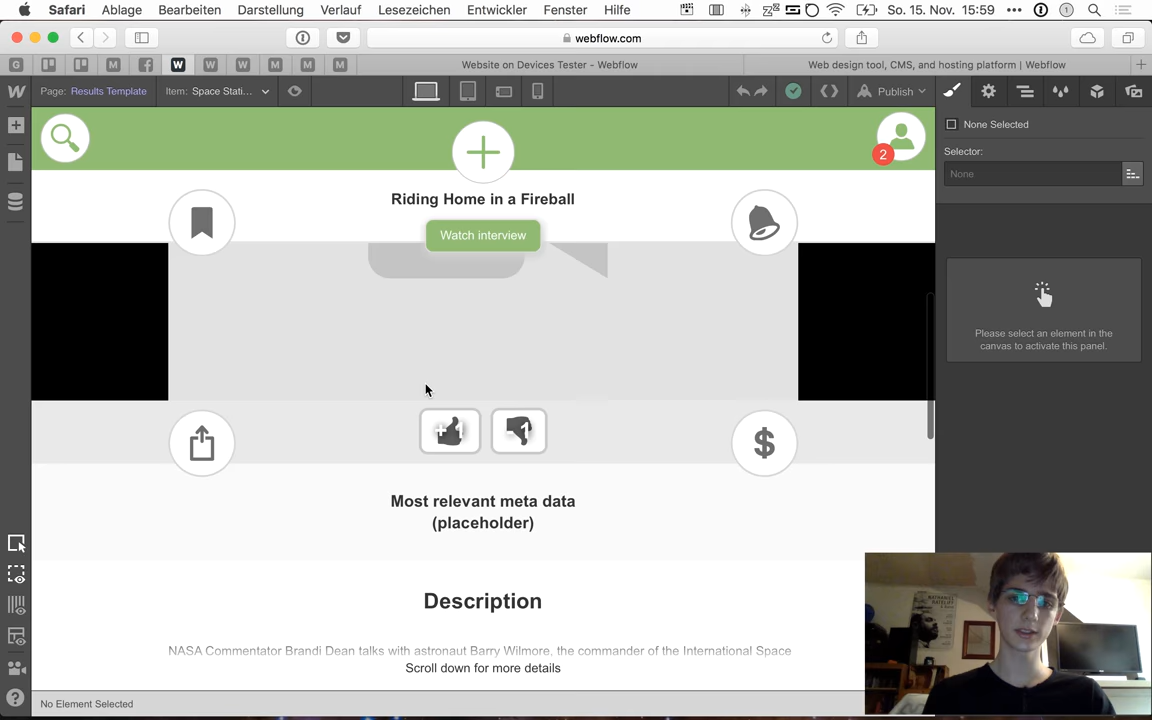 Safari Ablage Bearbeiten Darstellung Verlauf Lesezeichen Entwickler Fenster Hilfe So. 15. Nov. 15:59
webflow.com
Website on Devices Tester - Webflow Web design tool, CMS, and hosting platform | Webflow
Page: Results Template Item: Space Stati... Publish
None Selected
2
Selector:
None
Riding Home in a Fireball
Watch interview
Please select an element in the
canvas to activate this panel.
+1 -1
$
Most relevant meta data
(placeholder)
Description
NASA Commentator Brandi Dean talks with astronaut Barry Wilmore, the commander of the International Space
Scroll down for more details
No Element Selected